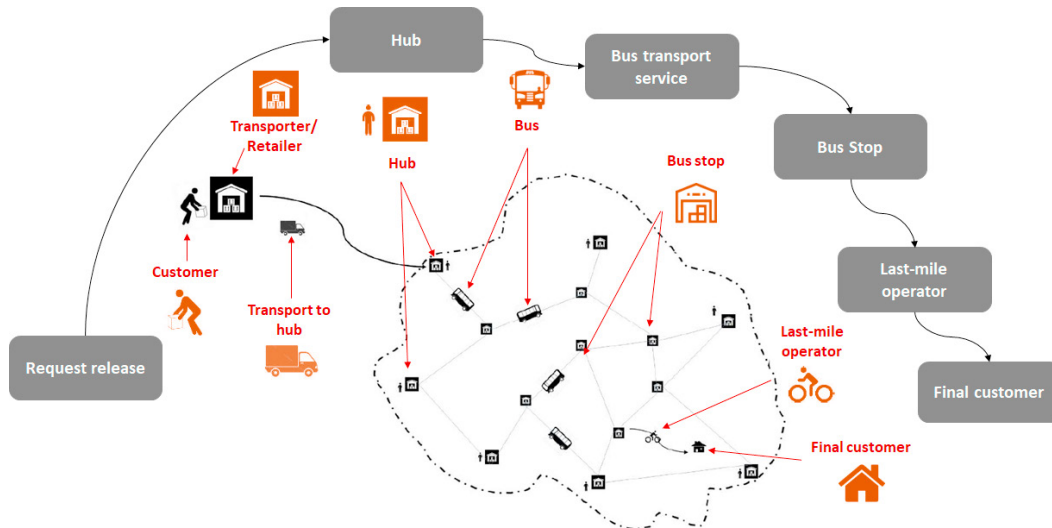 Hub
Bus transport
service
Transporter/
Retailer
Bus
Hub
Bus Stop
Bus stop
Customer
Transport to
hub
Last-mile
operator
Last-mile
operator
Request release
Final customer
Final customer